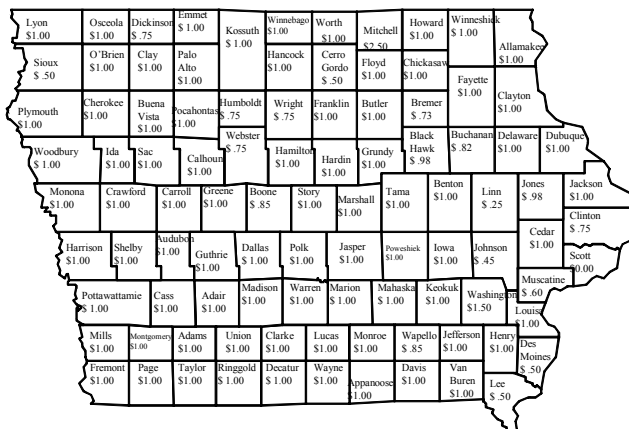 Lyon
$1.00
Osceola
$1.00
Dickinson
$ .75
Emmet
$ 1.00
Kossuth
$ 1.00
Winnebago
$1.00
Worth
$1.00
Mitchell
$2.50
Howard
$1.00
Winneshiek
$ 1.00
Allamakee
$1.00
Sioux
$ .50
O'Brien
$1.00
Clay
$1.00
Palo
Alto
$1.00
Hancock
$1.00
Cerro
Gordo
$ .50
Floyd
$1.00
Chickasaw
$1.00
Fayette
$1.00
Clayton
$1.00
Plymouth
$1.00
Cherokee
$1.00
Buena
Vista
$1.00
Pocahontas
$1.00
Humboldt
$ .75
Wright
$ .75
Franklin
$1.00
Butler
$1.00
Bremer
$ .73
Woodbury
$ 1.00
Ida
$1.00
Sac
$1.00
Calhoun
$1.00
Webster
$ .75
Hamilton
$1.00
Hardin
$1.00
Grundy
$1.00
Black
Hawk
$ .98
Buchanan
$ .82
Delaware
$1.00
Dubuque
$1.00
Monona
$1.00
Crawford
$1.00
Carroll
$1.00
Greene
$1.00
Boone
$ .85
Story
$1.00
Marshall
$1.00
Tama
$1.00
Benton
$1.00
Linn
$ .25
Jones
$ .98
Jackson
$1.00
Clinton
$ .75
Cedar
$1.00
Scott
$0.00
Harrison
$1.00
Shelby
$1.00
Audubon
$1.00
Guthrie
$1.00
Dallas
$ 1.00
Polk
$1.00
Jasper
$1.00
Poweshiek
$1.00
Iowa
$1.00
Johnson
$ .45
Muscatine
$ .60
Pottawattamie
$ 1.00
Cass
$1.00
Adair
$1.00
Madison
$1.00
Warren
$1.00
Marion
$1.00
Mahaska
$ 1.00
Keokuk
$1.00
Washington
$1.50
Louisa
$1.00
Mills
$1.00
Montgomery
$1.00
Adams
$1.00
Union
$1.00
Clarke
$1.00
Lucas
$1.00
Monroe
$1.00
Wapello
$ .85
Jefferson
$1.00
Henry
$1.00
Des
Moines
$ .50
Fremont
$1.00
Page
$1.00
Taylor
$1.00
Ringgold
$ 1.00
Decatur
$ 1.00
Wayne
$1.00
Appanoose
$1.00
Davis
$1.00
Van
Buren
$1.00
Lee
$ .50